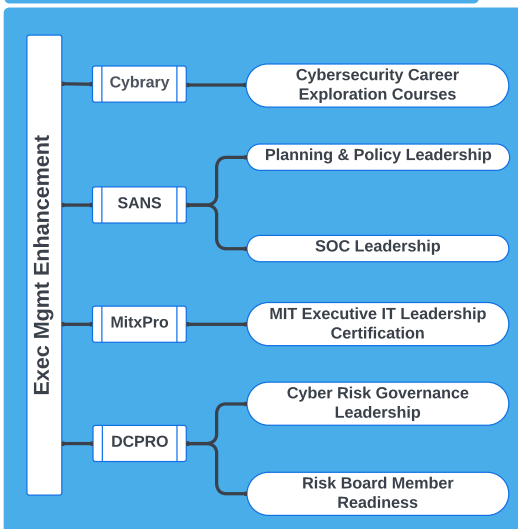 Exec Mgmt Enhancement
Cybrary
Cybersecurity Career
Exploration Courses
SANS
Planning & Policy Leadership
SOC Leadership
MitxPro
MIT Executive IT Leadership
Certification
DCPRO
Cyber Risk Governance
Leadership
Risk Board Member
Readiness